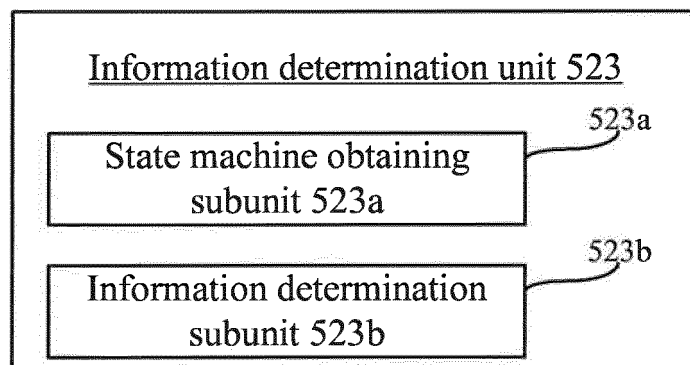 Information determination unit 523
523a
State machine obtaining
subunit 523a
523b
Information determination
subunit 523b